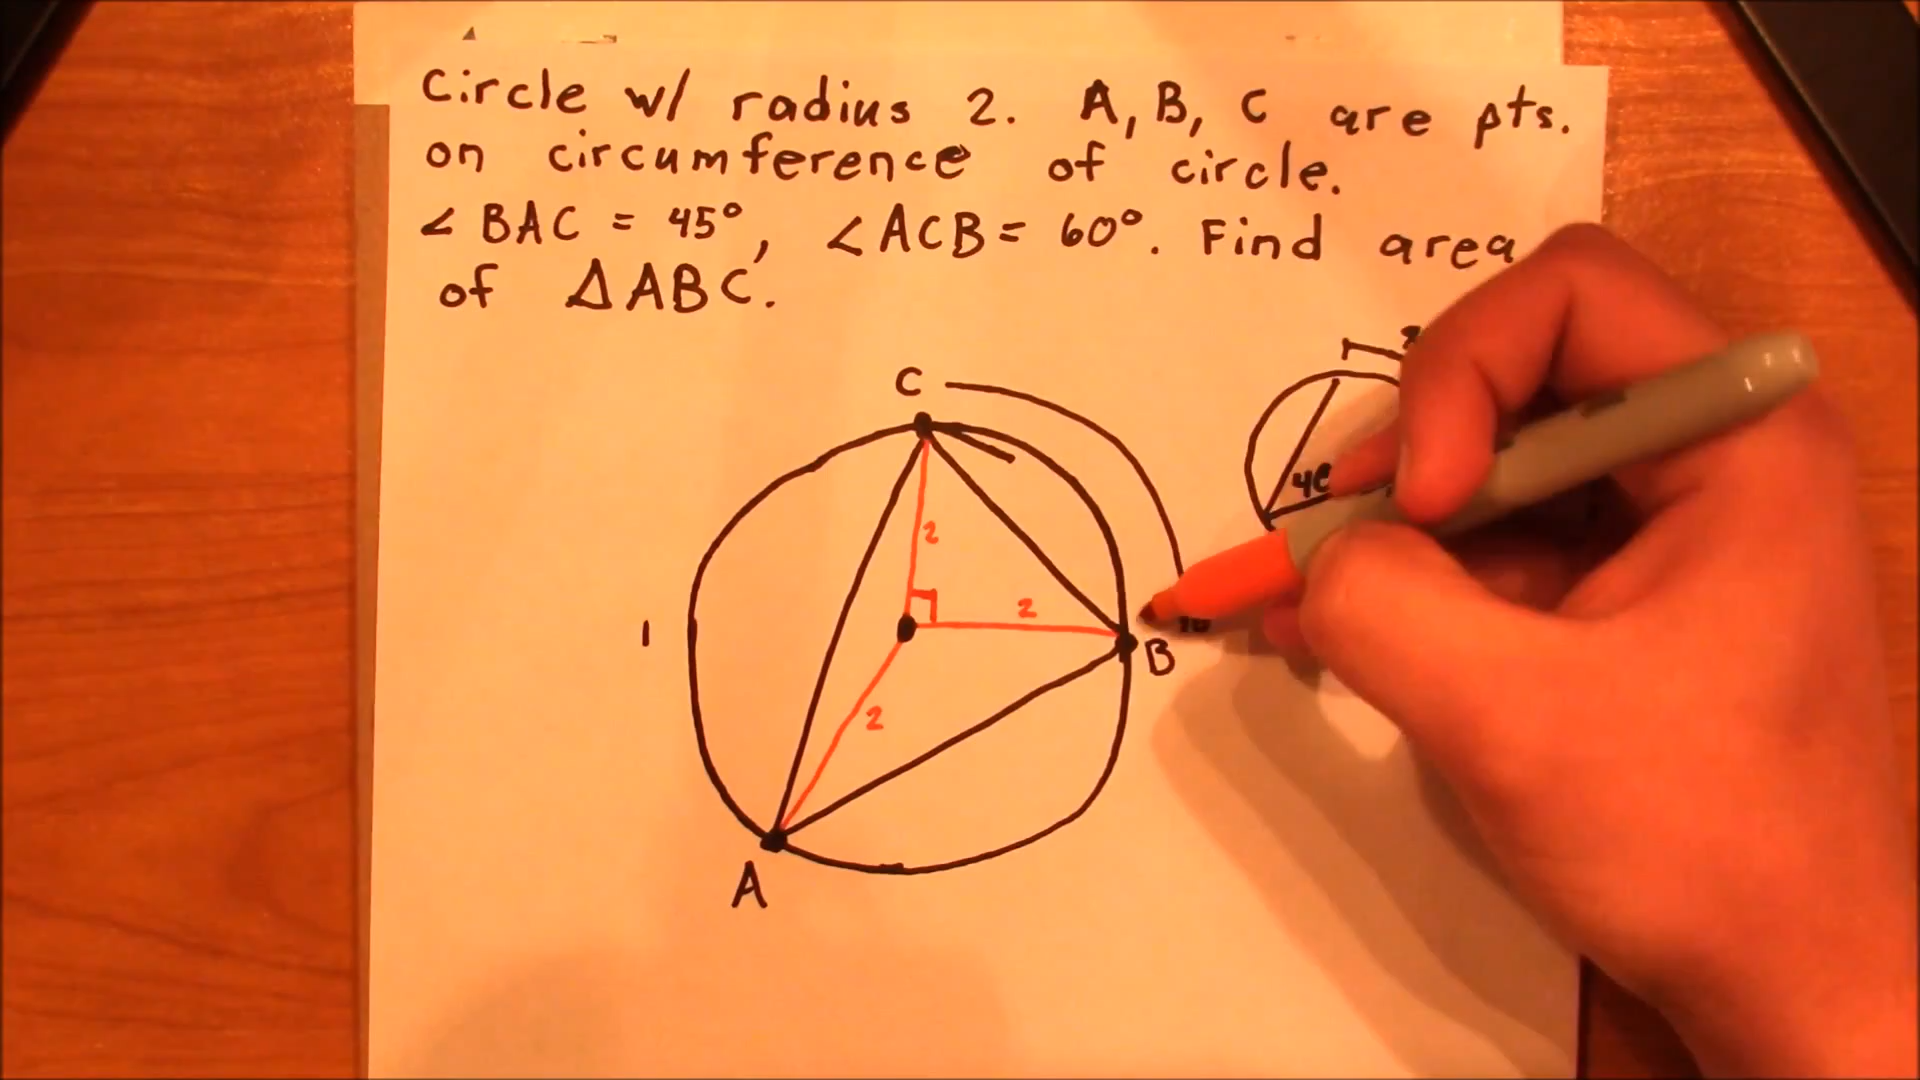 Circle w/ radius 2. A, B, C are pts.
on circumference of circle.
∠BAC = 45°, ∠ACB = 60°. Find area
of ΔABC.
C
2
2
B
2
A